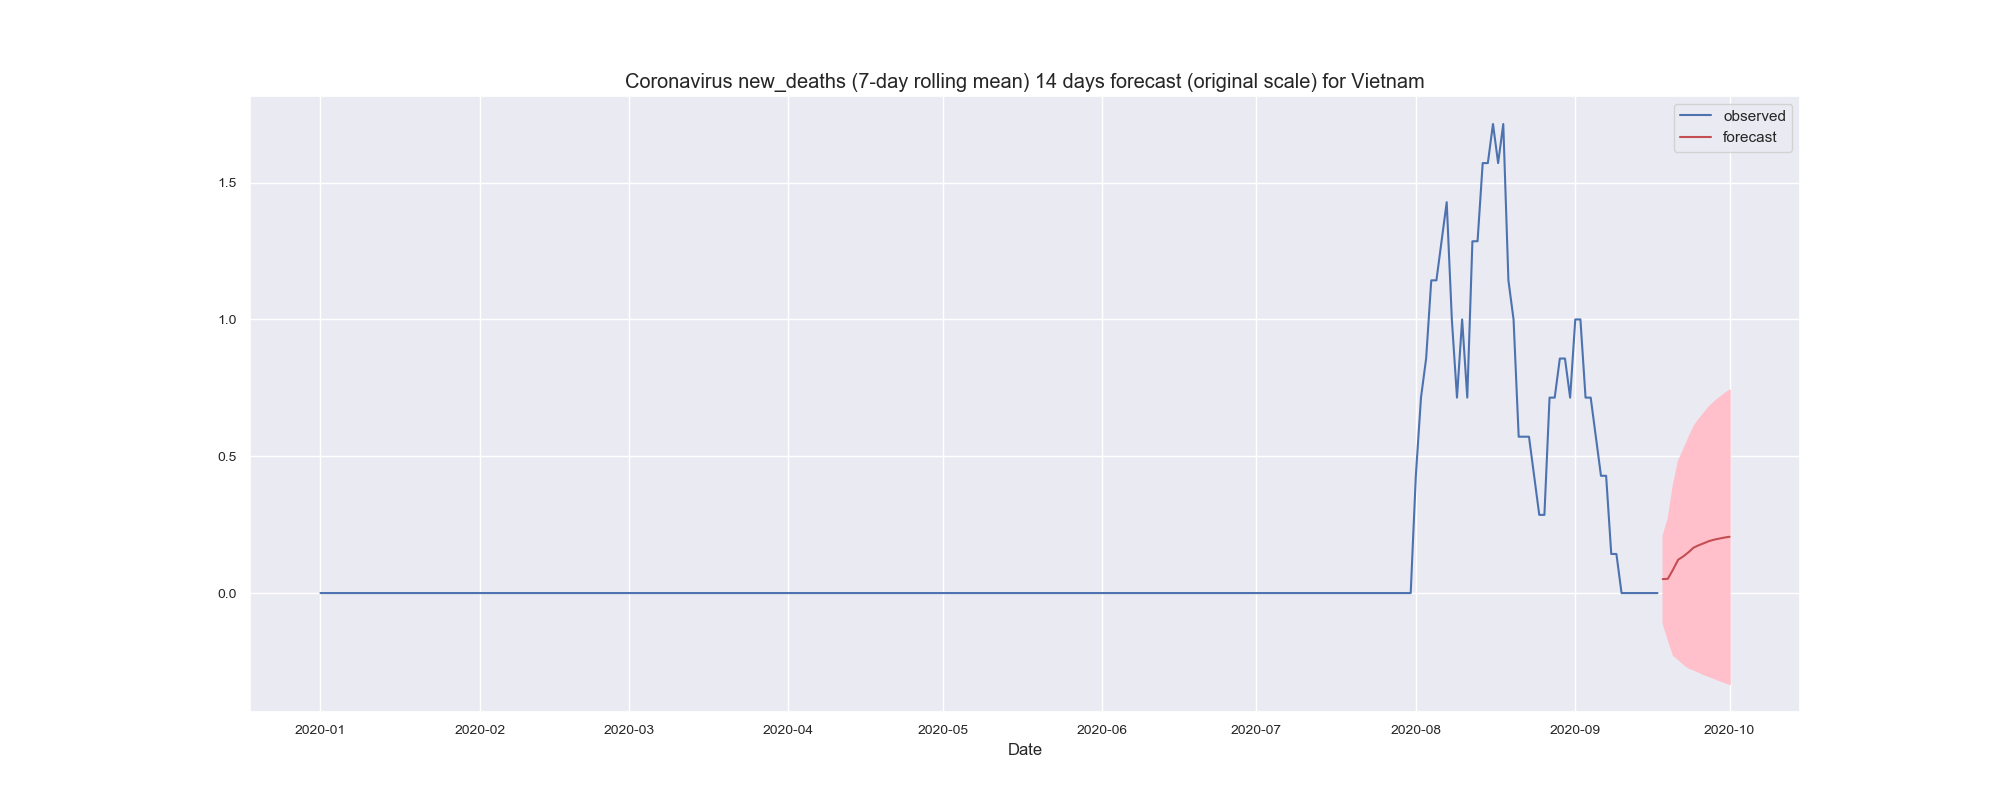 Coronavirus new_deaths (7-day rolling mean) 14 days forecast (original scale) for Vietnam
observed
forecast
1.5
1.0
0.5
0.0
2020-01 2020-02 2020-03 2020-04 2020-05 2020-06 2020-07 2020-08 2020-09 2020-10
Date